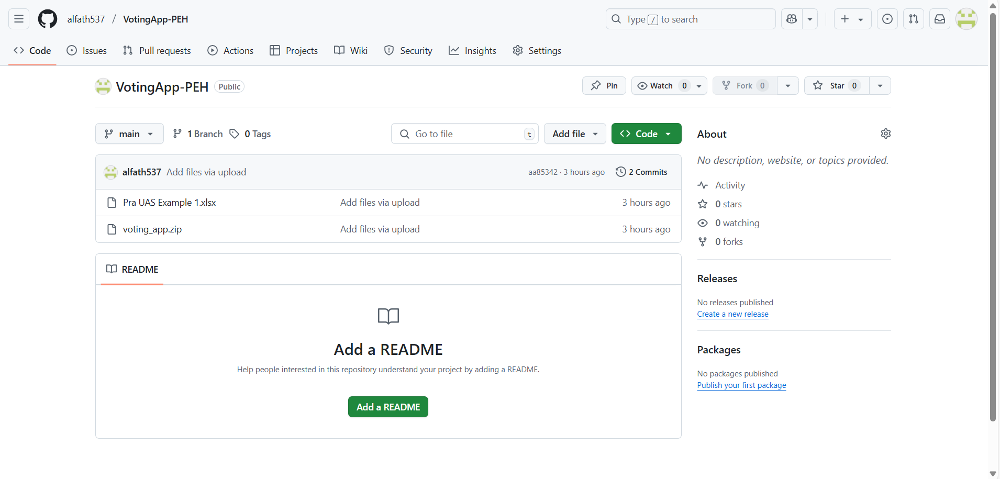 alfath537 / VotingApp-PEH
Type / to search
Code Issues Pull requests Actions Projects Wiki Security Insights Settings
VotingApp-PEH Public
Pin Watch 0 Fork 0 Star 0
main 1 Branch 0 Tags
Go to file t
Add file
Code
About
No description, website, or topics provided.
alfath537 Add files via upload aa85342 · 3 hours ago 2 Commits
Pra UAS Example 1.xlsx Add files via upload 3 hours ago
voting_app.zip Add files via upload 3 hours ago
Activity
0 stars
0 watching
0 forks
README
Add a README
Help people interested in this repository understand your project by adding a README.
Add a README
Releases
No releases published
Create a new release
Packages
No packages published
Publish your first package